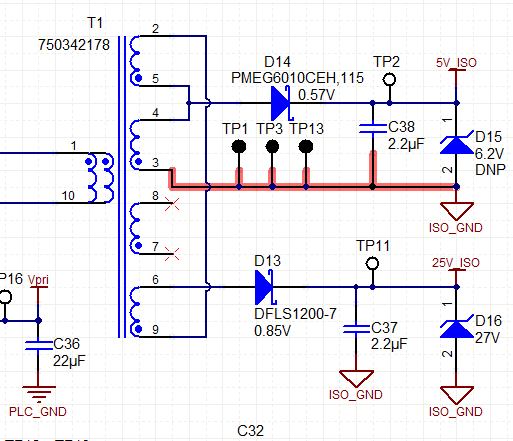 T1
750342178
2
5
4
3
8
7
6
9
1
10
D14
PMEG6010CEH,115
0.57V
TP2
5V_ISO
TP1
TP3
TP13
C38
2.2µF
1
D15
6.2V
2
DNP
ISO_GND
D13
DFLS1200-7
0.85V
TP11
25V_ISO
C37
2.2µF
ISO_GND
1
D16
27V
2
ISO_GND
P16
Vpri
C36
22µF
PLC_GND
C32